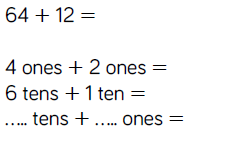 64 + 12 =
4 ones + 2 ones =
6 tens + 1 ten =
..... tens + ..... ones =